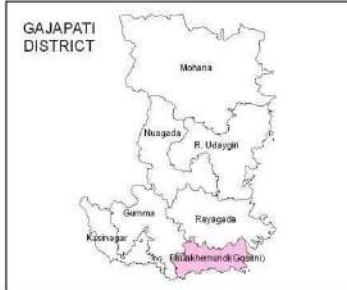 GAJAPATI
DISTRICT
Mohana
Nuagada
R. Udaygiri
Gumma
Rayagada
Kasinagar
(Gosani)